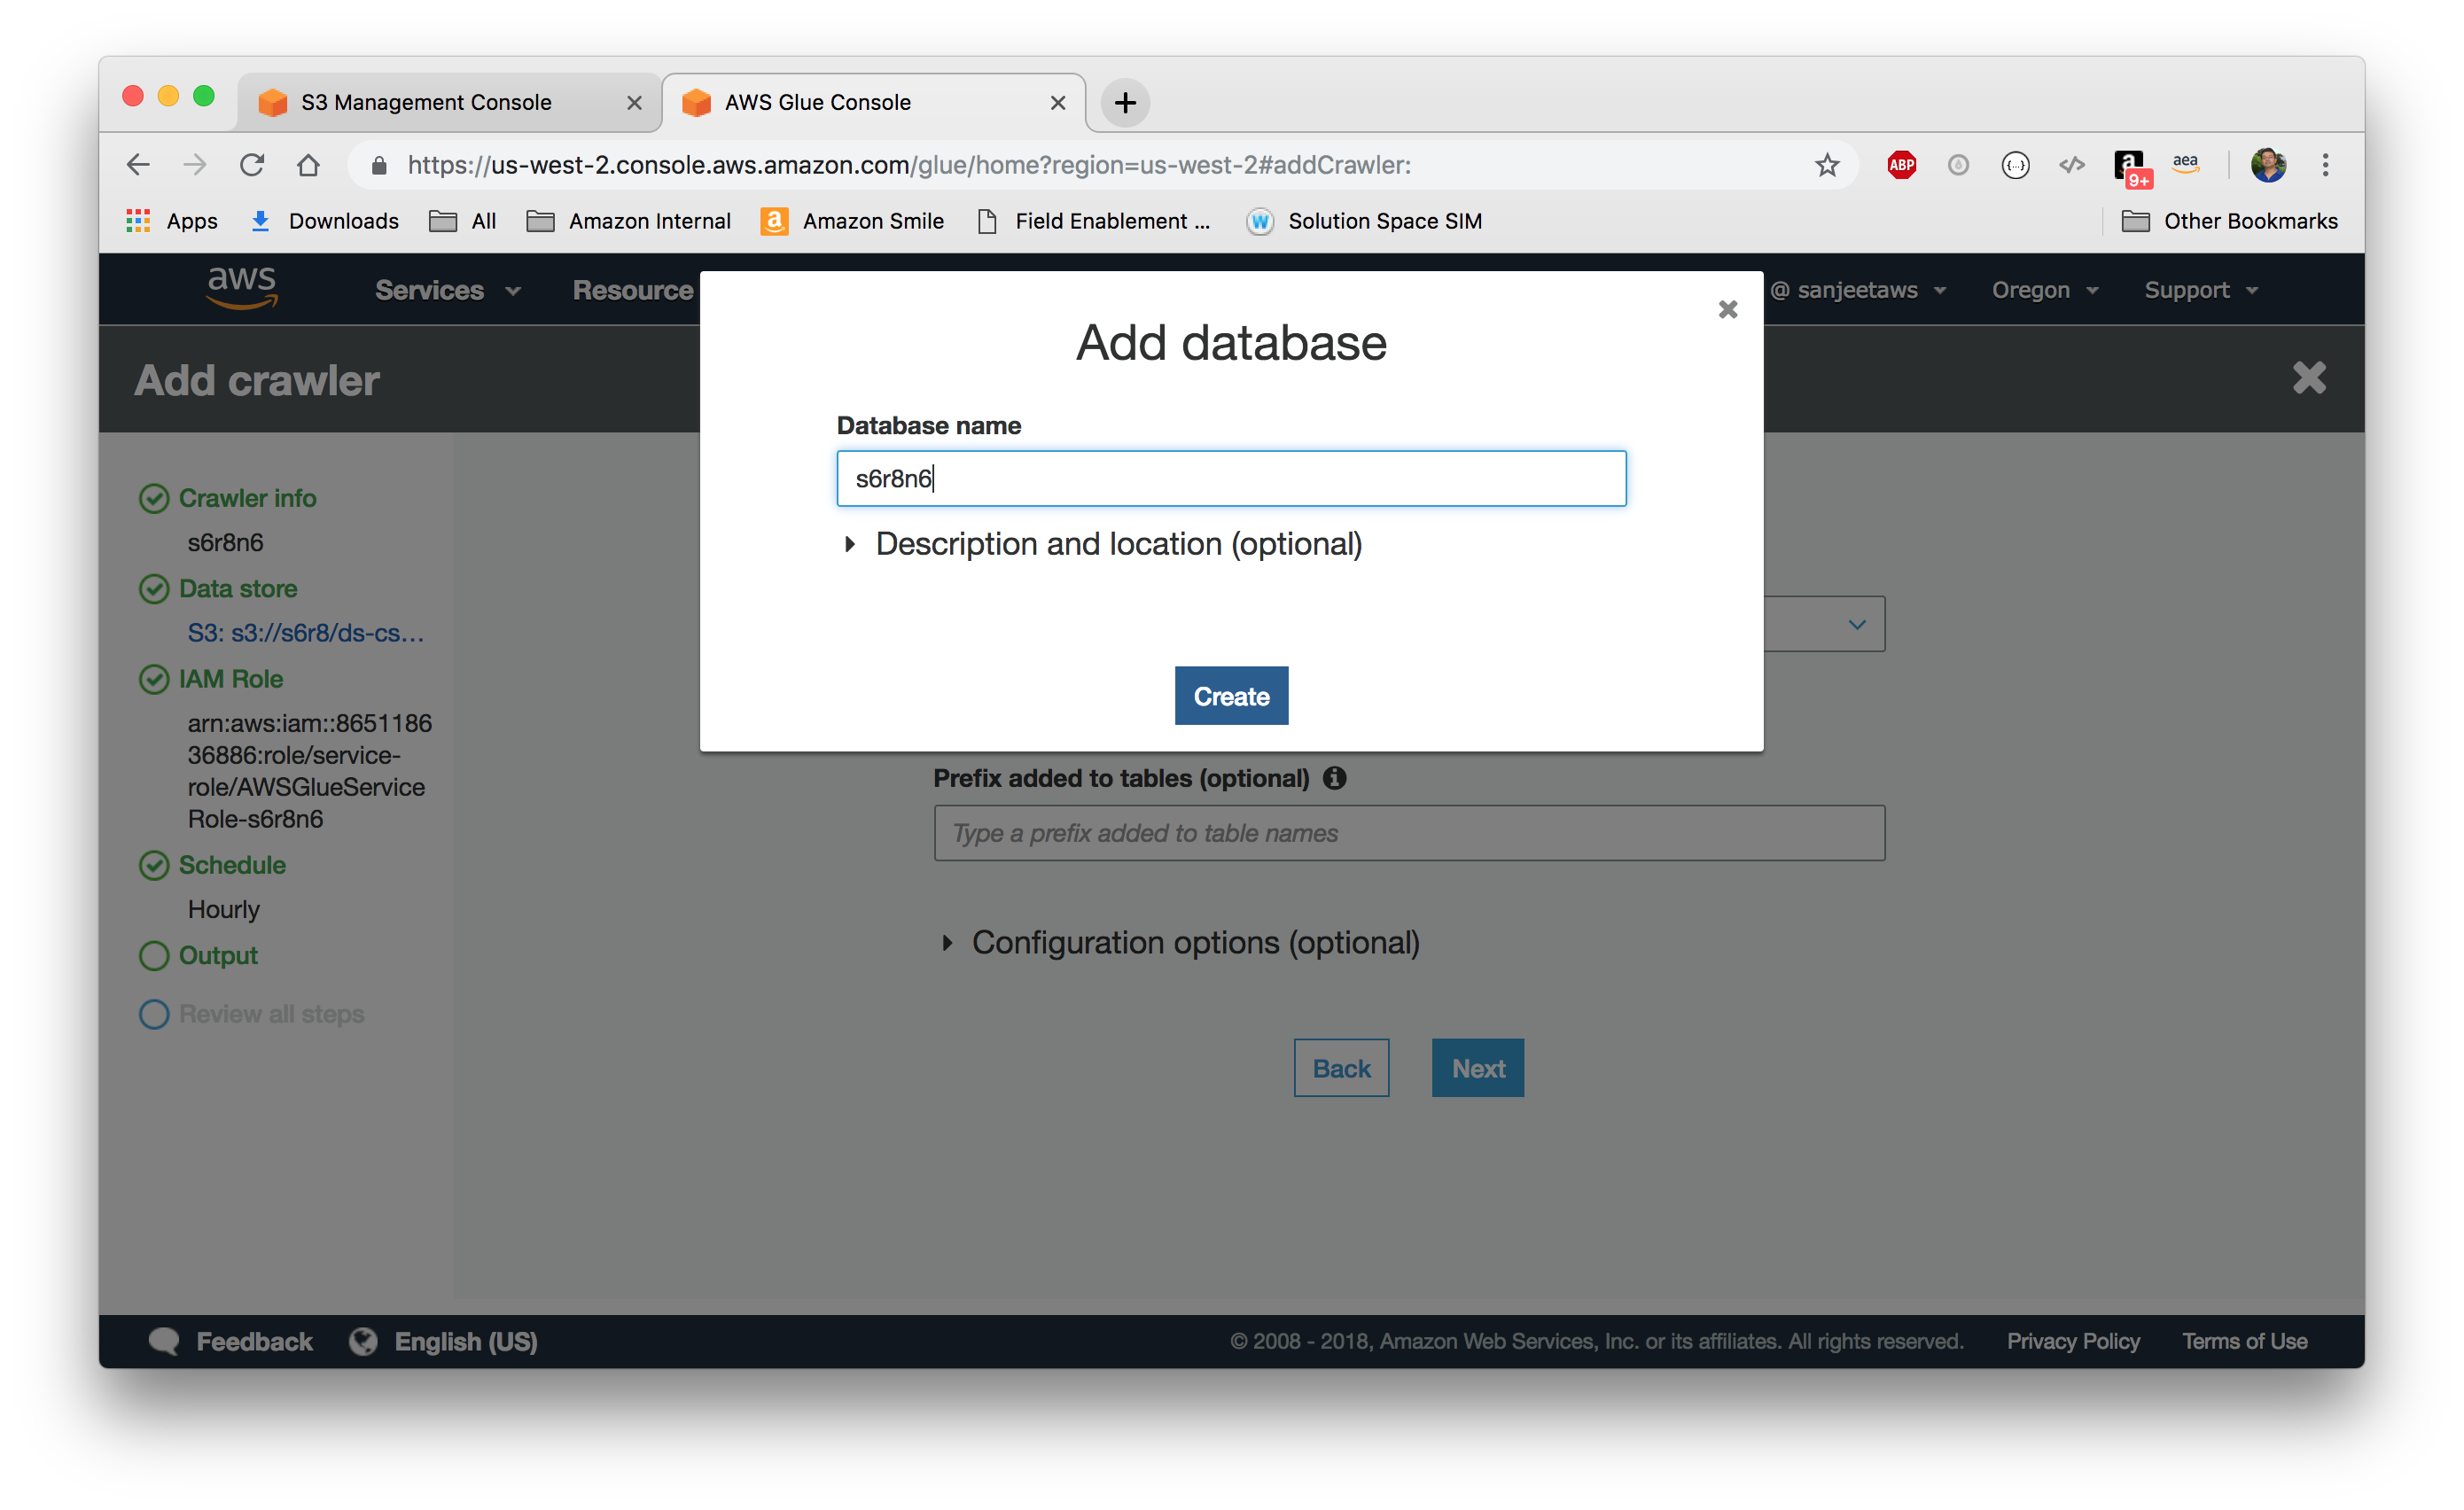 S3 Management Console
AWS Glue Console
https://us-west-2.console.aws.amazon.com/glue/home?region=us-west-2#addCrawler:
ABP
{...}
</>
a
9+
aea
Apps
Downloads
All
Amazon Internal
a
Amazon Smile
Field Enablement ...
W
Solution Space SIM
Other Bookmarks
aws
Services
Resource
@ sanjeetaws
Oregon
Support
Add crawler
Add database
Database name
s6r8n6
Description and location (optional)
Create
Crawler info
s6r8n6
Data store
S3: s3://s6r8/ds-cs...
IAM Role
arn:aws:iam::8651186
36886:role/service-
role/AWSGlueService
Role-s6r8n6
Schedule
Hourly
Output
Review all steps
Prefix added to tables (optional)
Type a prefix added to table names
Configuration options (optional)
Back
Next
Feedback
English (US)
© 2008 - 2018, Amazon Web Services, Inc. or its affiliates. All rights reserved.
Privacy Policy
Terms of Use